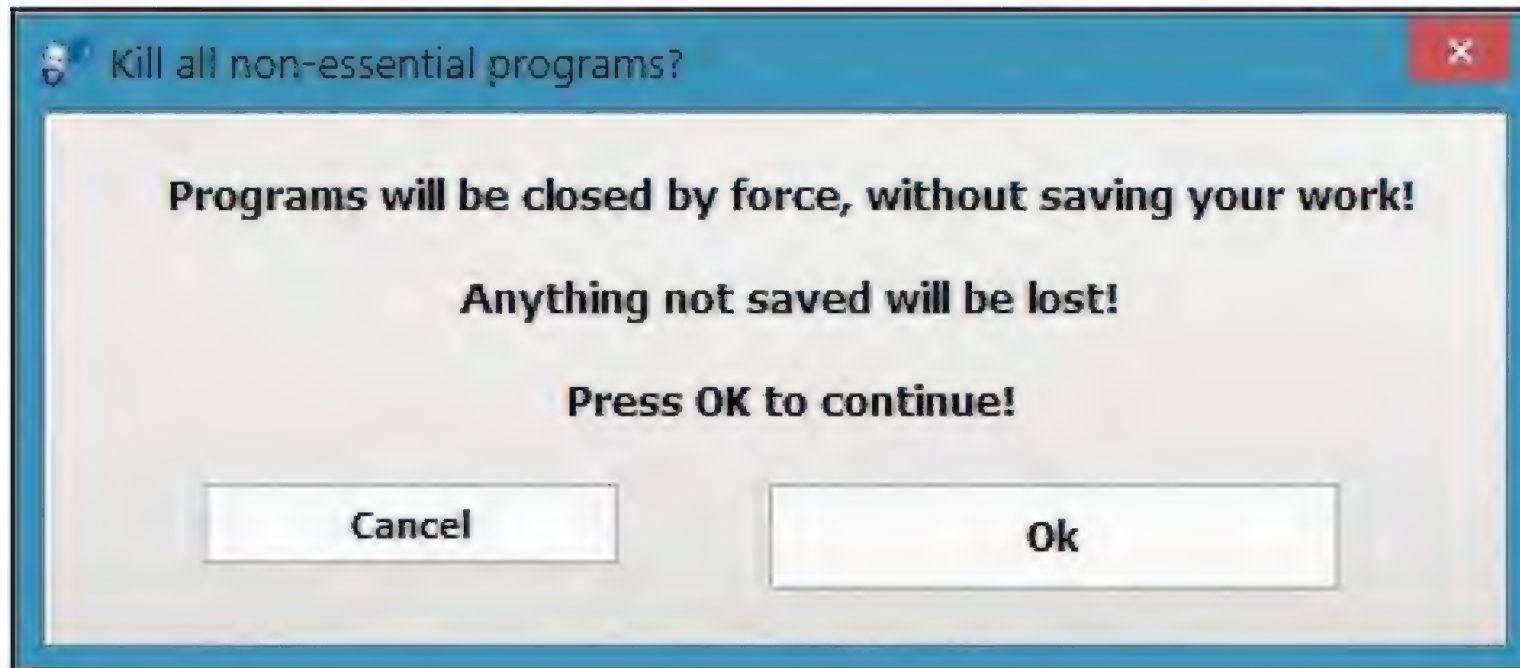 Kill all non-essential programs?
Programs will be closed by force, without saving your work!
Anything not saved will be lost!
Press OK to continue!
Cancel Ok